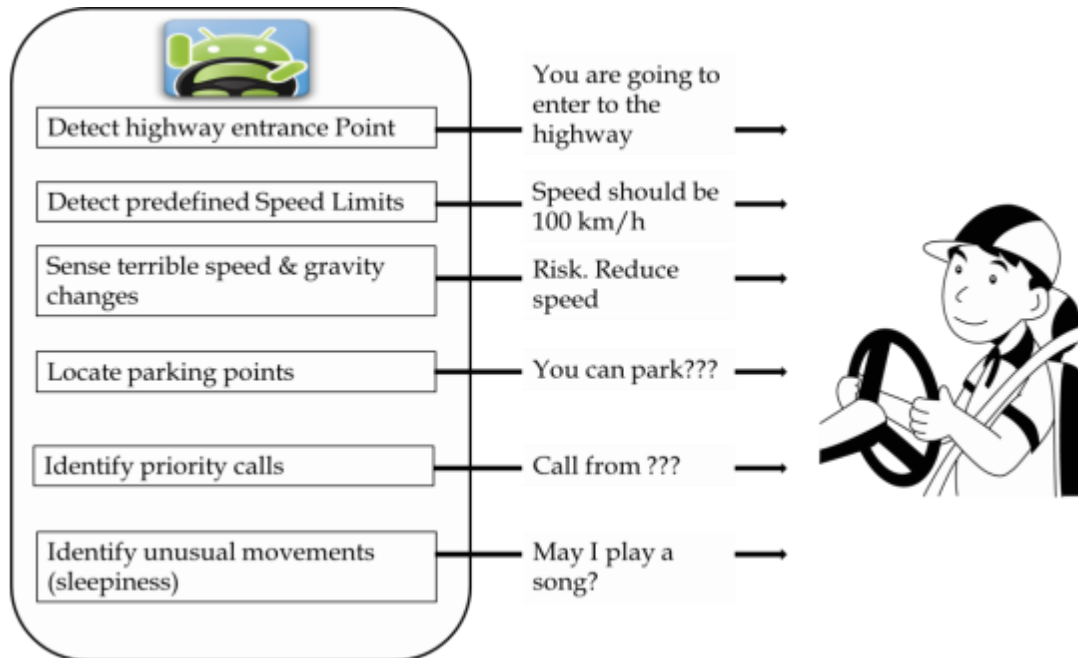 You are going to
enter to the
highway
Detect highway entrance Point
Detect predefined Speed Limits
Speed should be
100 km/h
Sense terrible speed & gravity
changes
Risk. Reduce
speed
Locate parking points
You can park???
Identify priority calls
Call from ???
Identify unusual movements
(sleepiness)
May I play a
song?